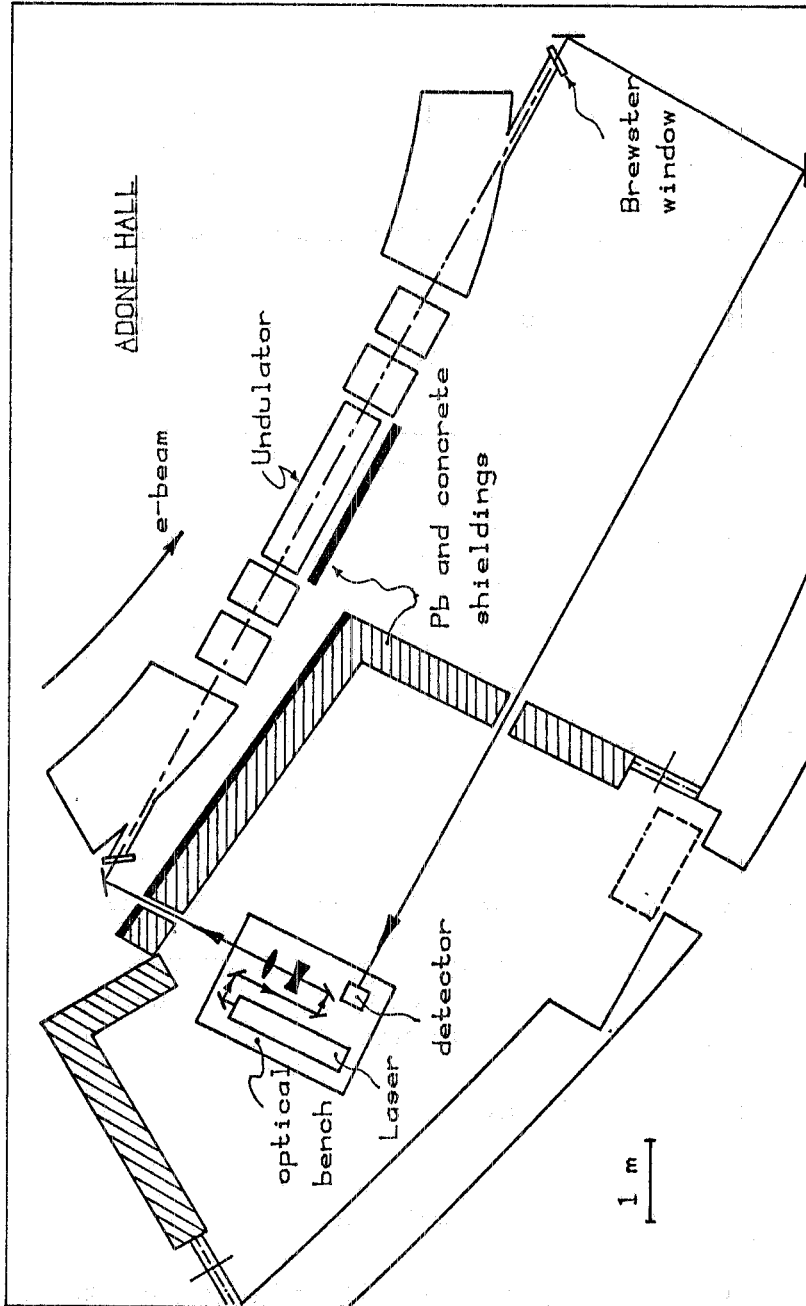 ADONE HALL
e-beam
Undulator
Brewster
window
Pb and concrete
shieldings
optical
bench
Laser
detector
1 m